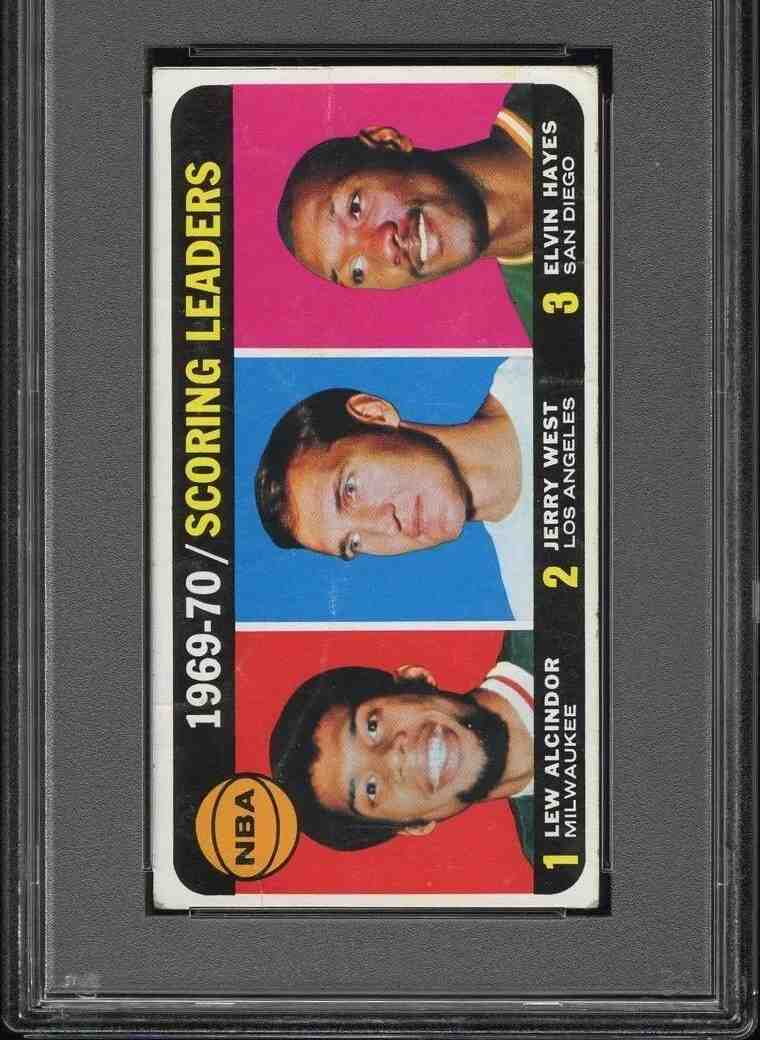 1969-70/SCORING LEADERS
NBA
1 LEW ALCINDOR
MILWAUKEE
2 JERRY WEST
LOS ANGELES
3 ELVIN HAYES
SAN DIEGO